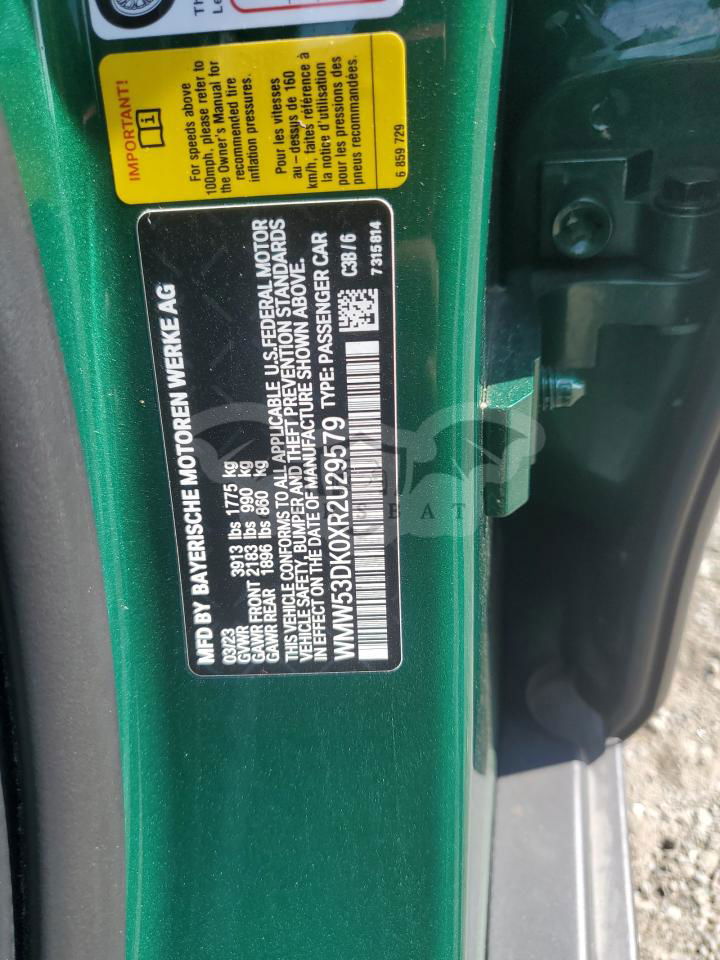 Th
Le
IMPORTANT!
For speeds above
100mph, please refer to
the Owner's Manual for
recommended tire
inflation pressures.
Pour les vitesses
au - dessus de 160
km/h, faites référence à
la notice d'utilisation
pour les pressions des
pneus recommandées.
6 859 729
MFD BY BAYERISCHE MOTOREN WERKE AG
03/23
GVWR 3913 lbs 1775 kg
GAWR FRONT 2183 lbs 990 kg
GAWR REAR 1896 lbs 860 kg
THIS VEHICLE CONFORMS TO ALL APPLICABLE U.S.FEDERAL MOTOR
VEHICLE SAFETY, BUMPER AND THEFT PREVENTION STANDARDS
IN EFFECT ON THE DATE OF MANUFACTURE SHOWN ABOVE.
WMW53DK0XR2U29579 TYPE: PASSENGER CAR
C3B / 6
7315814